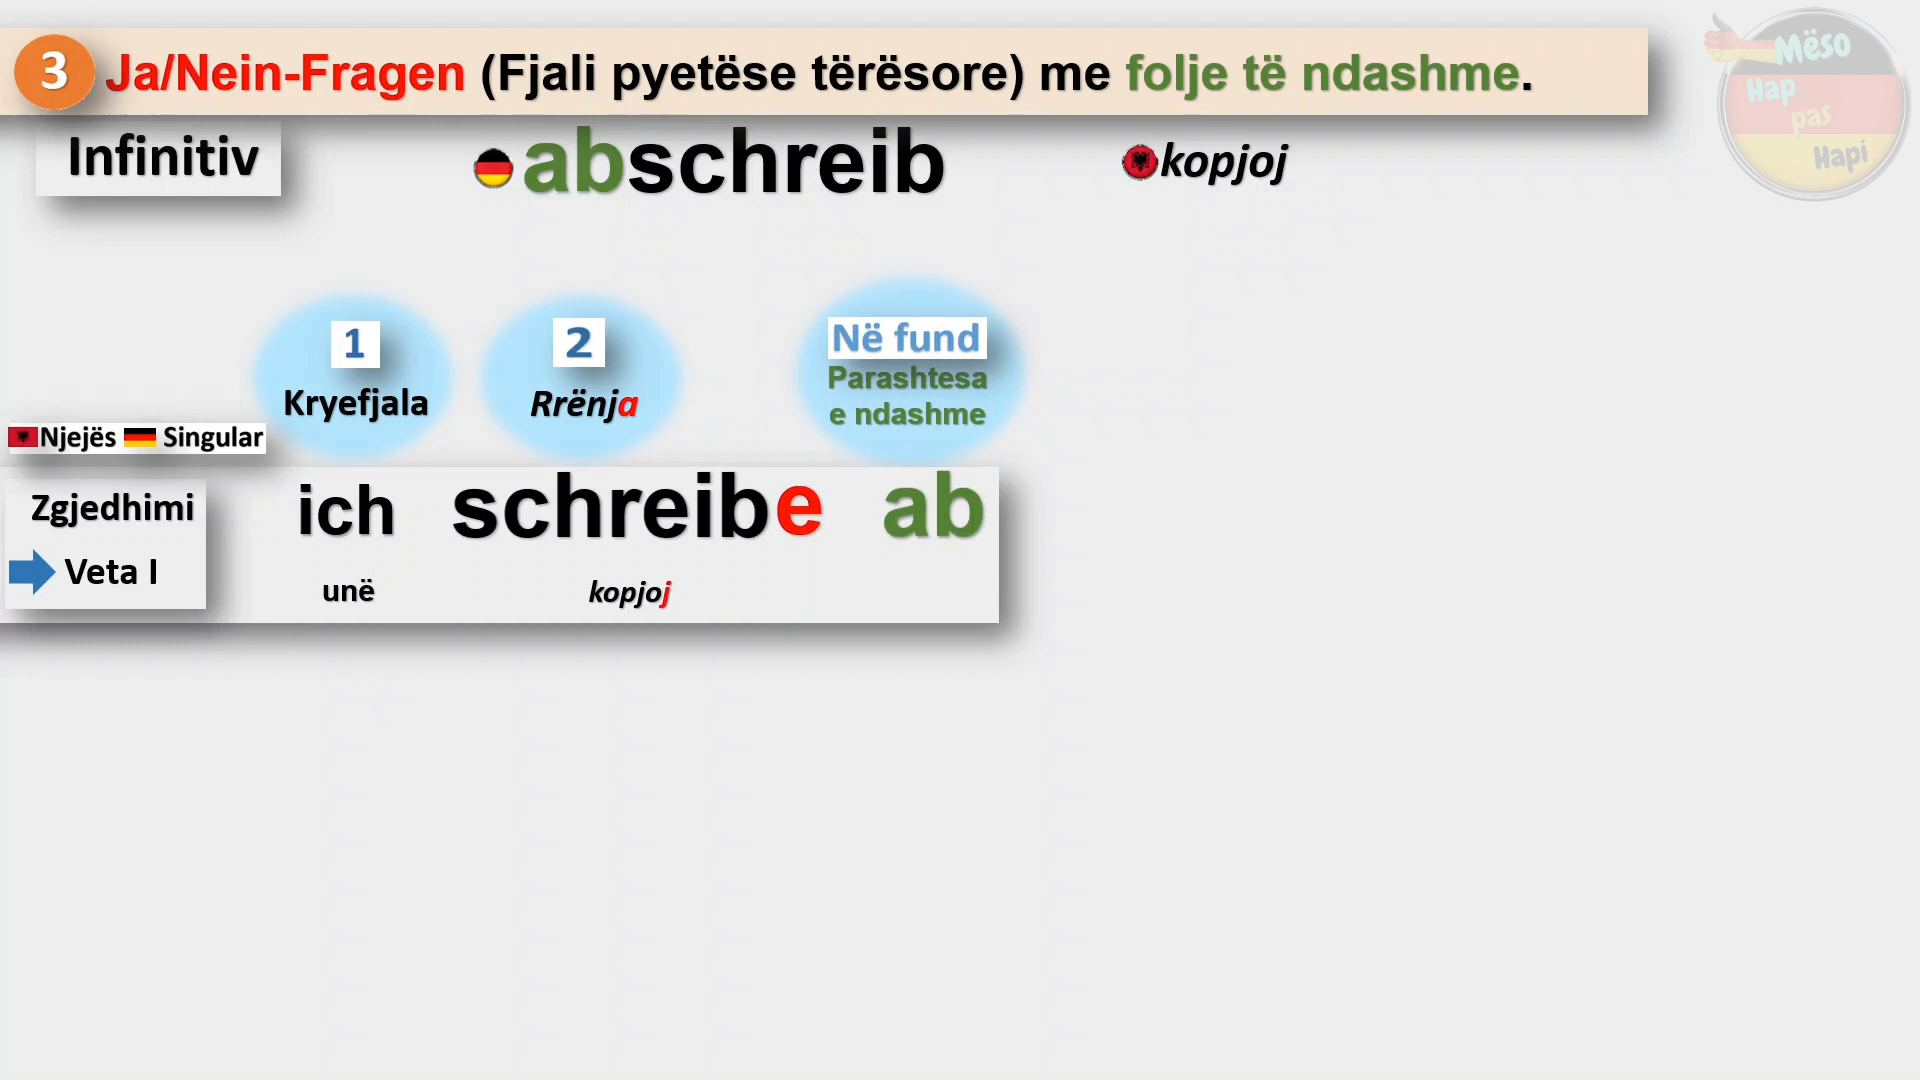 3 Ja/Nein-Fragen (Fjali pyetëse tërësore) me folje të ndashme.
Mëso
Hap
pas
Hapi
Infinitiv abschreib kopjoj
1 2 Në fund
Kryefjala Rrënja Parashtesa
e ndashme
Njejës Singular
Zgjedhimi ich schreibe ab
Veta I unë kopjoj